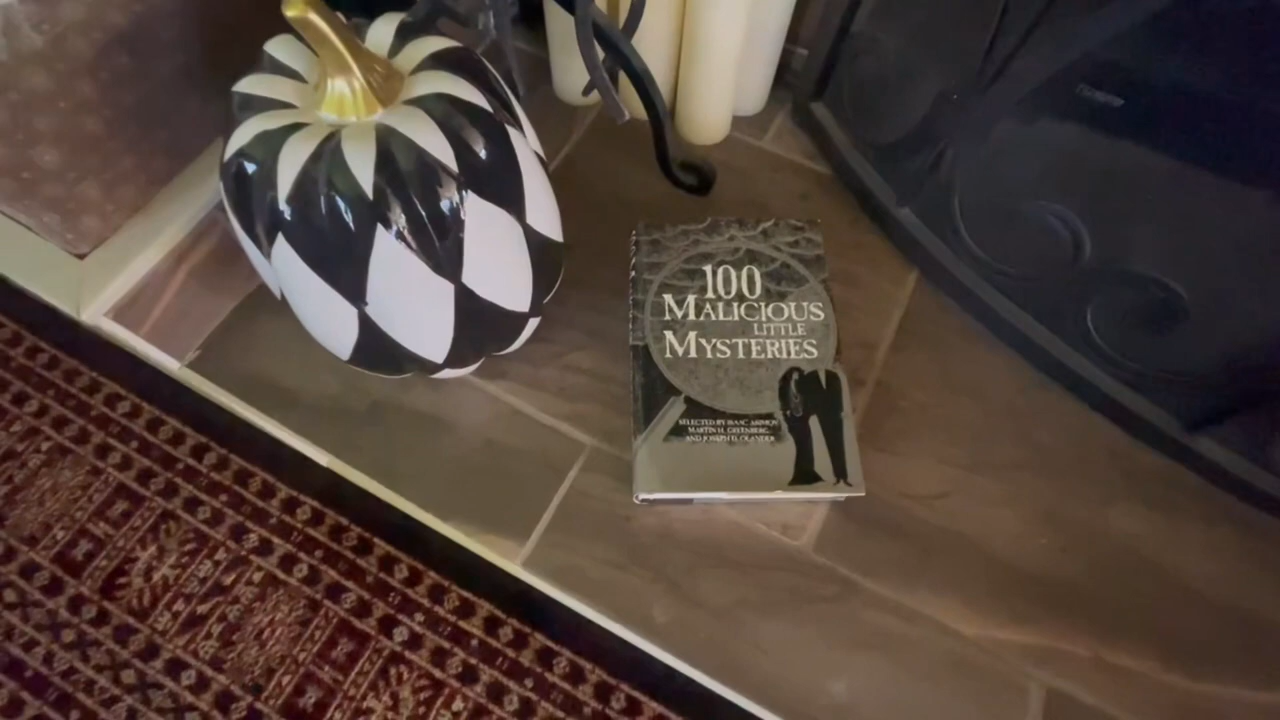 100
MALICIOUS
LITTLE
MYSTERIES
SELECTED BY ISAAC ASIMOV,
MARTIN H. GREENBERG,
AND JOSEPH D. OLANDER